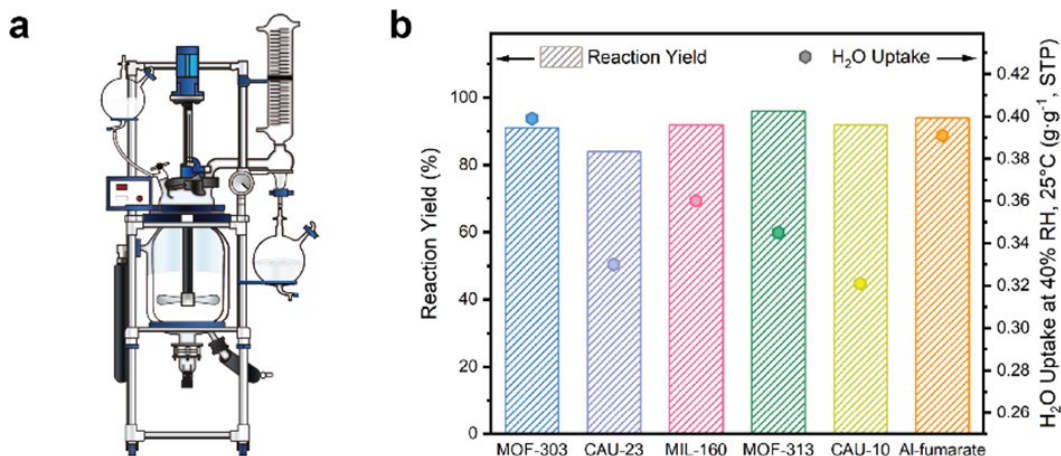 a
b
Reaction Yield
H₂O Uptake
Reaction Yield (%)
100
80
60
40
20
0
H₂O Uptake at 40% RH, 25°C (g·g⁻¹, STP)
0.42
0.40
0.38
0.36
0.34
0.32
0.30
0.28
0.26
MOF-303 CAU-23 MIL-160 MOF-313 CAU-10 Al-fumarate